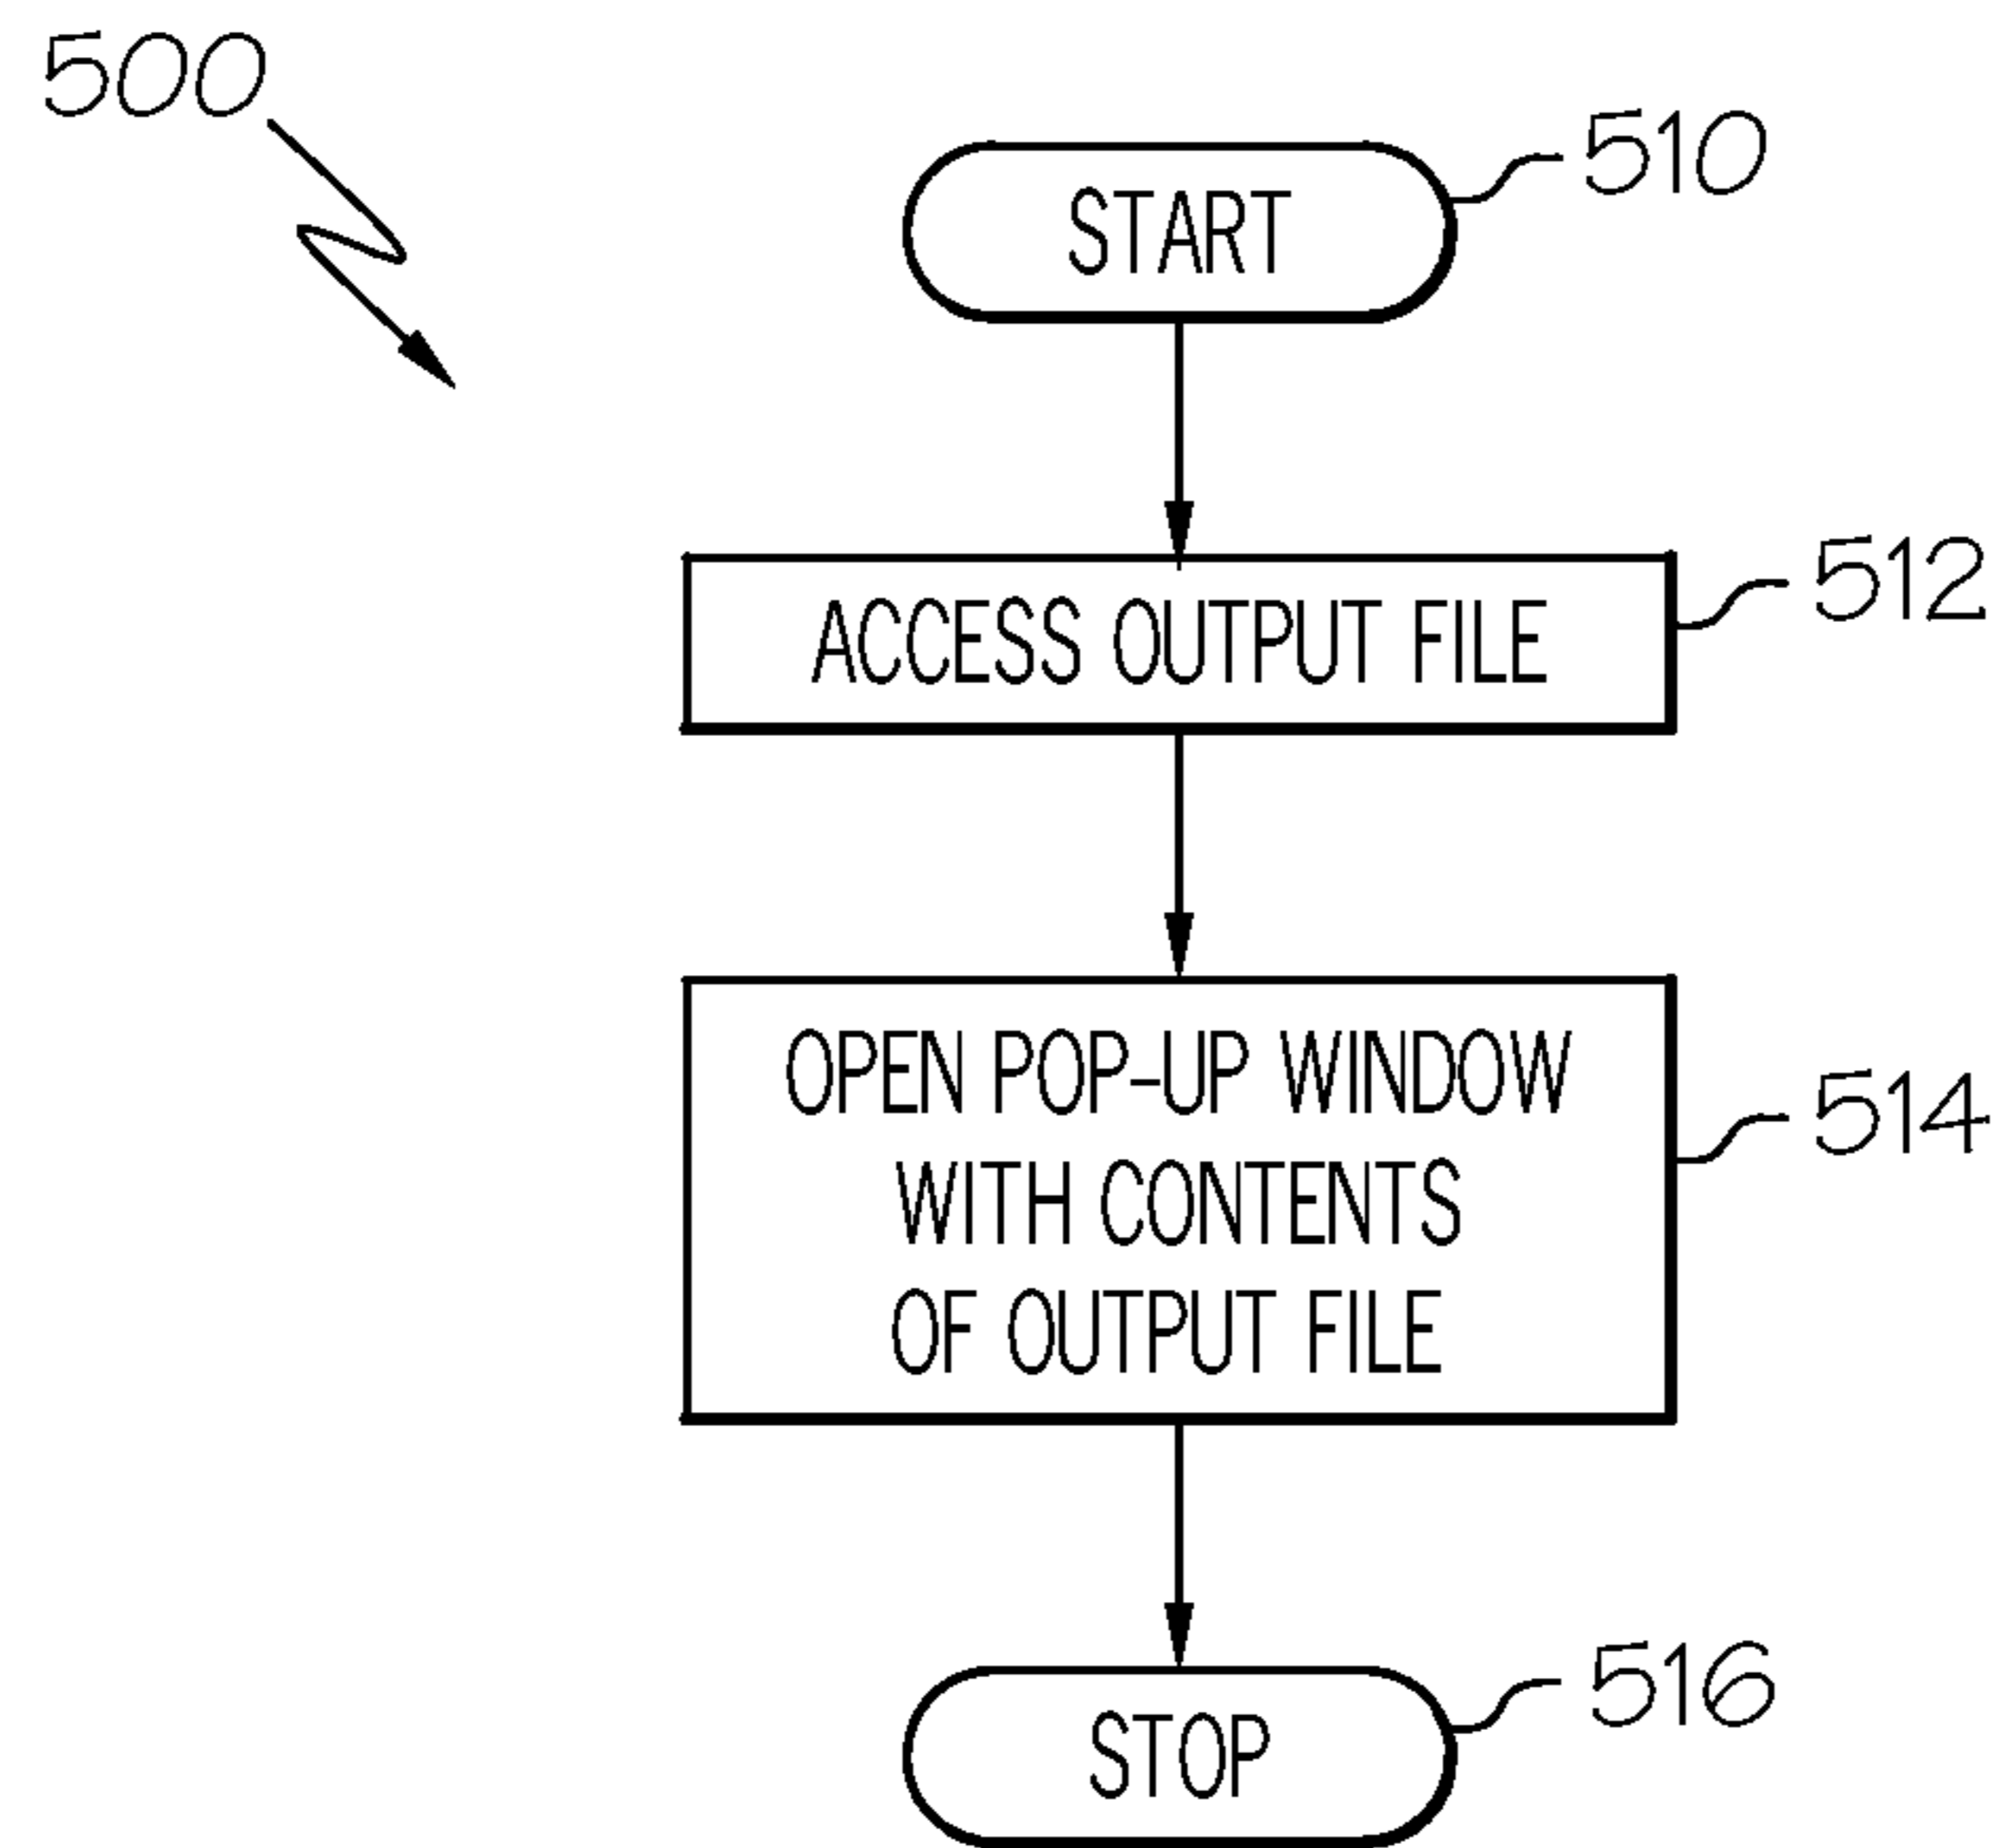 500
START
510
ACCESS OUTPUT FILE
512
OPEN POP-UP WINDOW
WITH CONTENTS
OF OUTPUT FILE
514
STOP
516